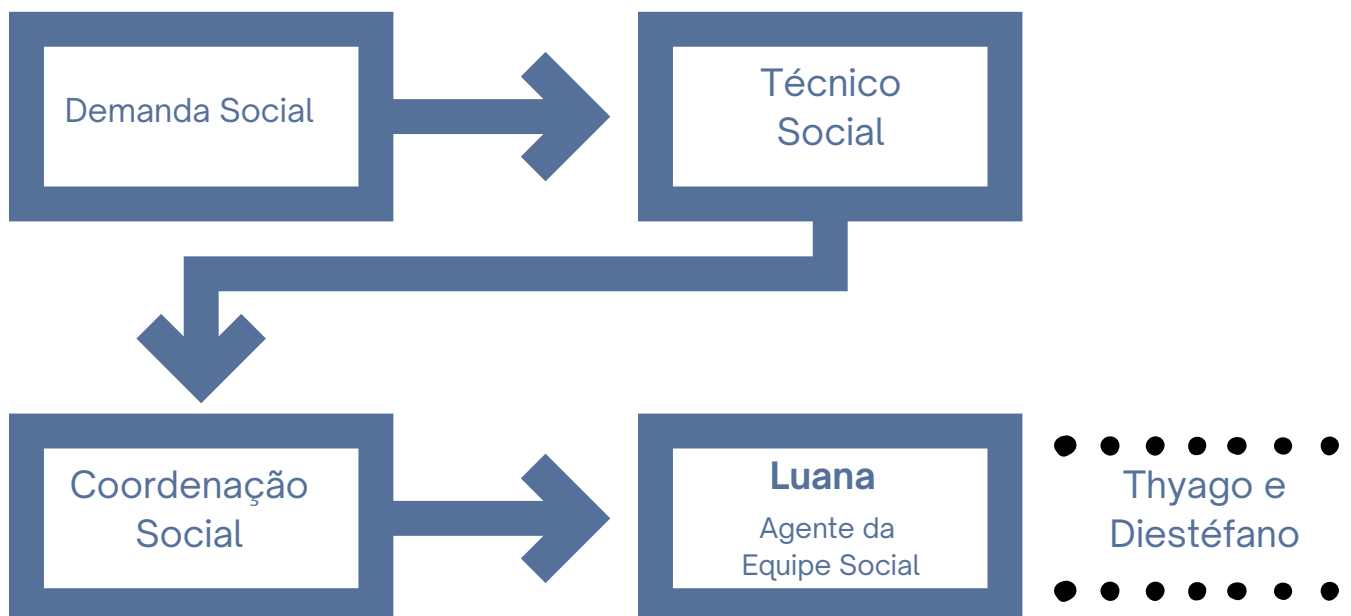 Demanda Social
Técnico
Social
Coordenação
Social
Luana
Agente da
Equipe Social
Thyago e
Diestéfano